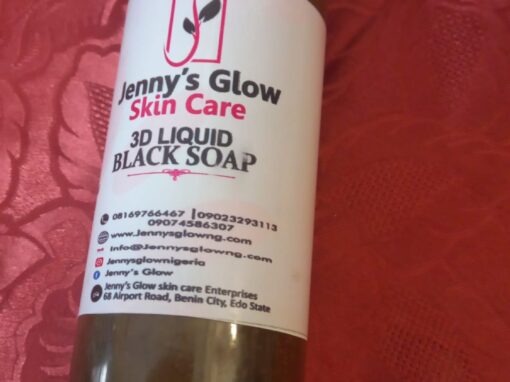 Jenny's Glow
Skin Care
3D LIQUID
BLACK SOAP
08169766467 | 09023293113
09074586307
www.Jennysglowng.com
Info@Jennysglowng.com
Jennysglownigeria
Jenny's Glow
Jenny's Glow skin care Enterprises
68 Airport Road, Benin City, Edo State